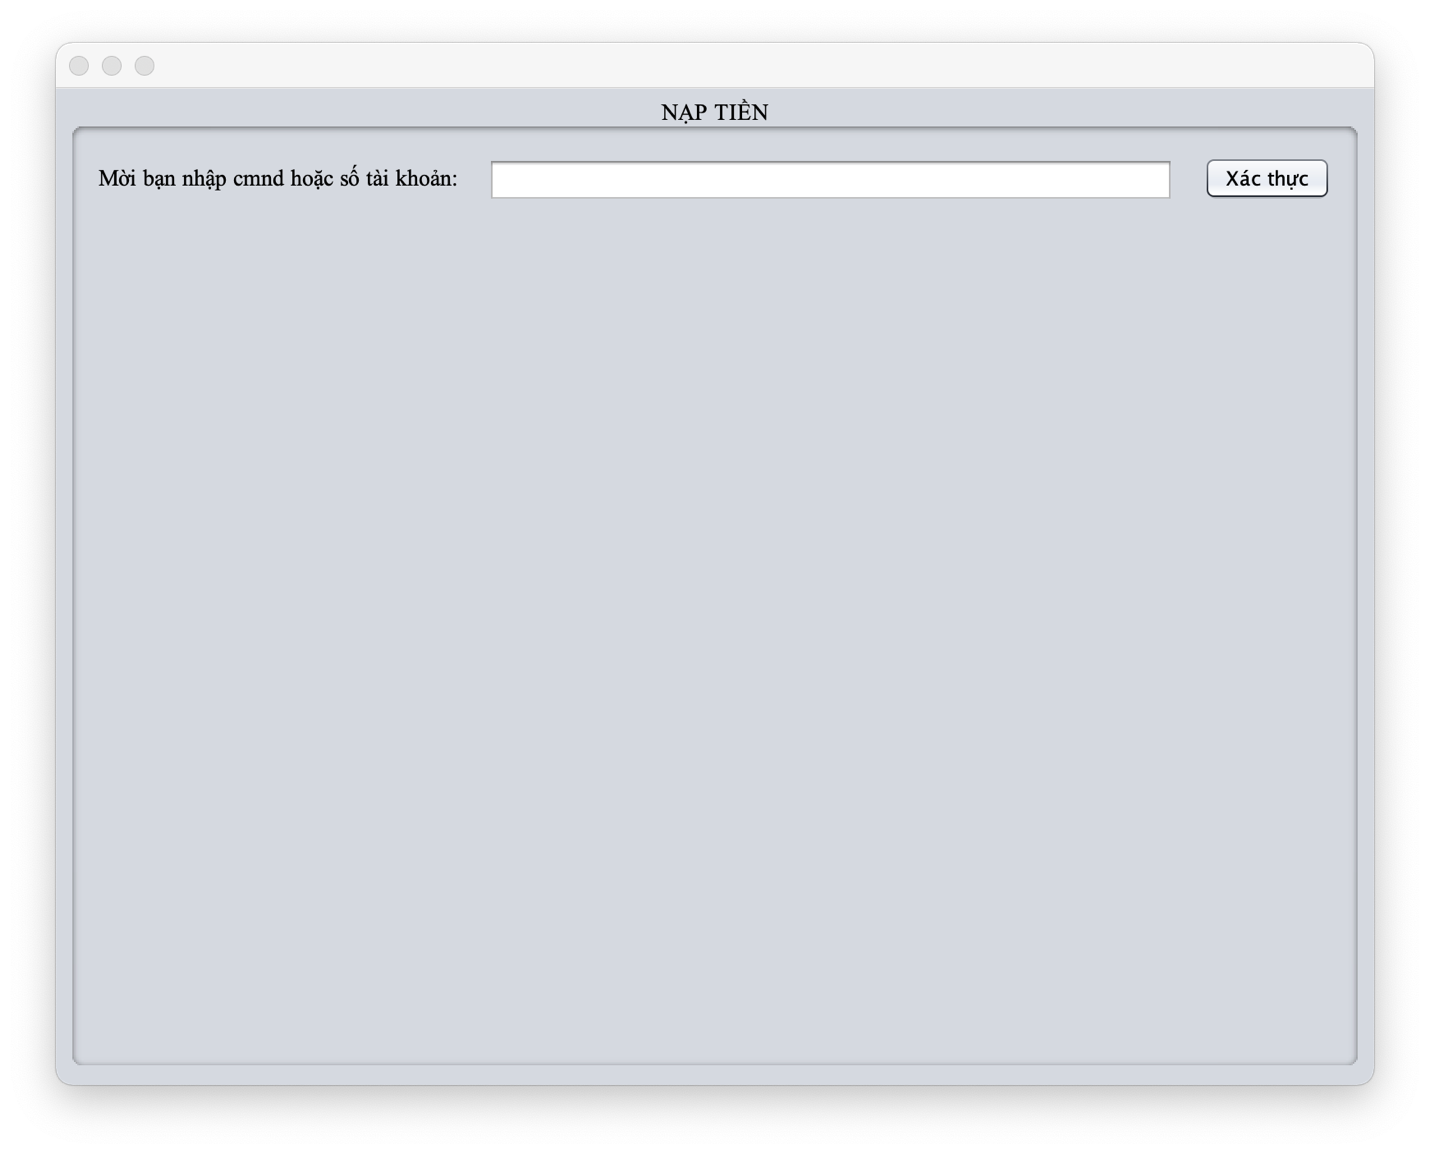 NẠP TIỀN
Mời bạn nhập cmnd hoặc số tài khoản:
Xác thực